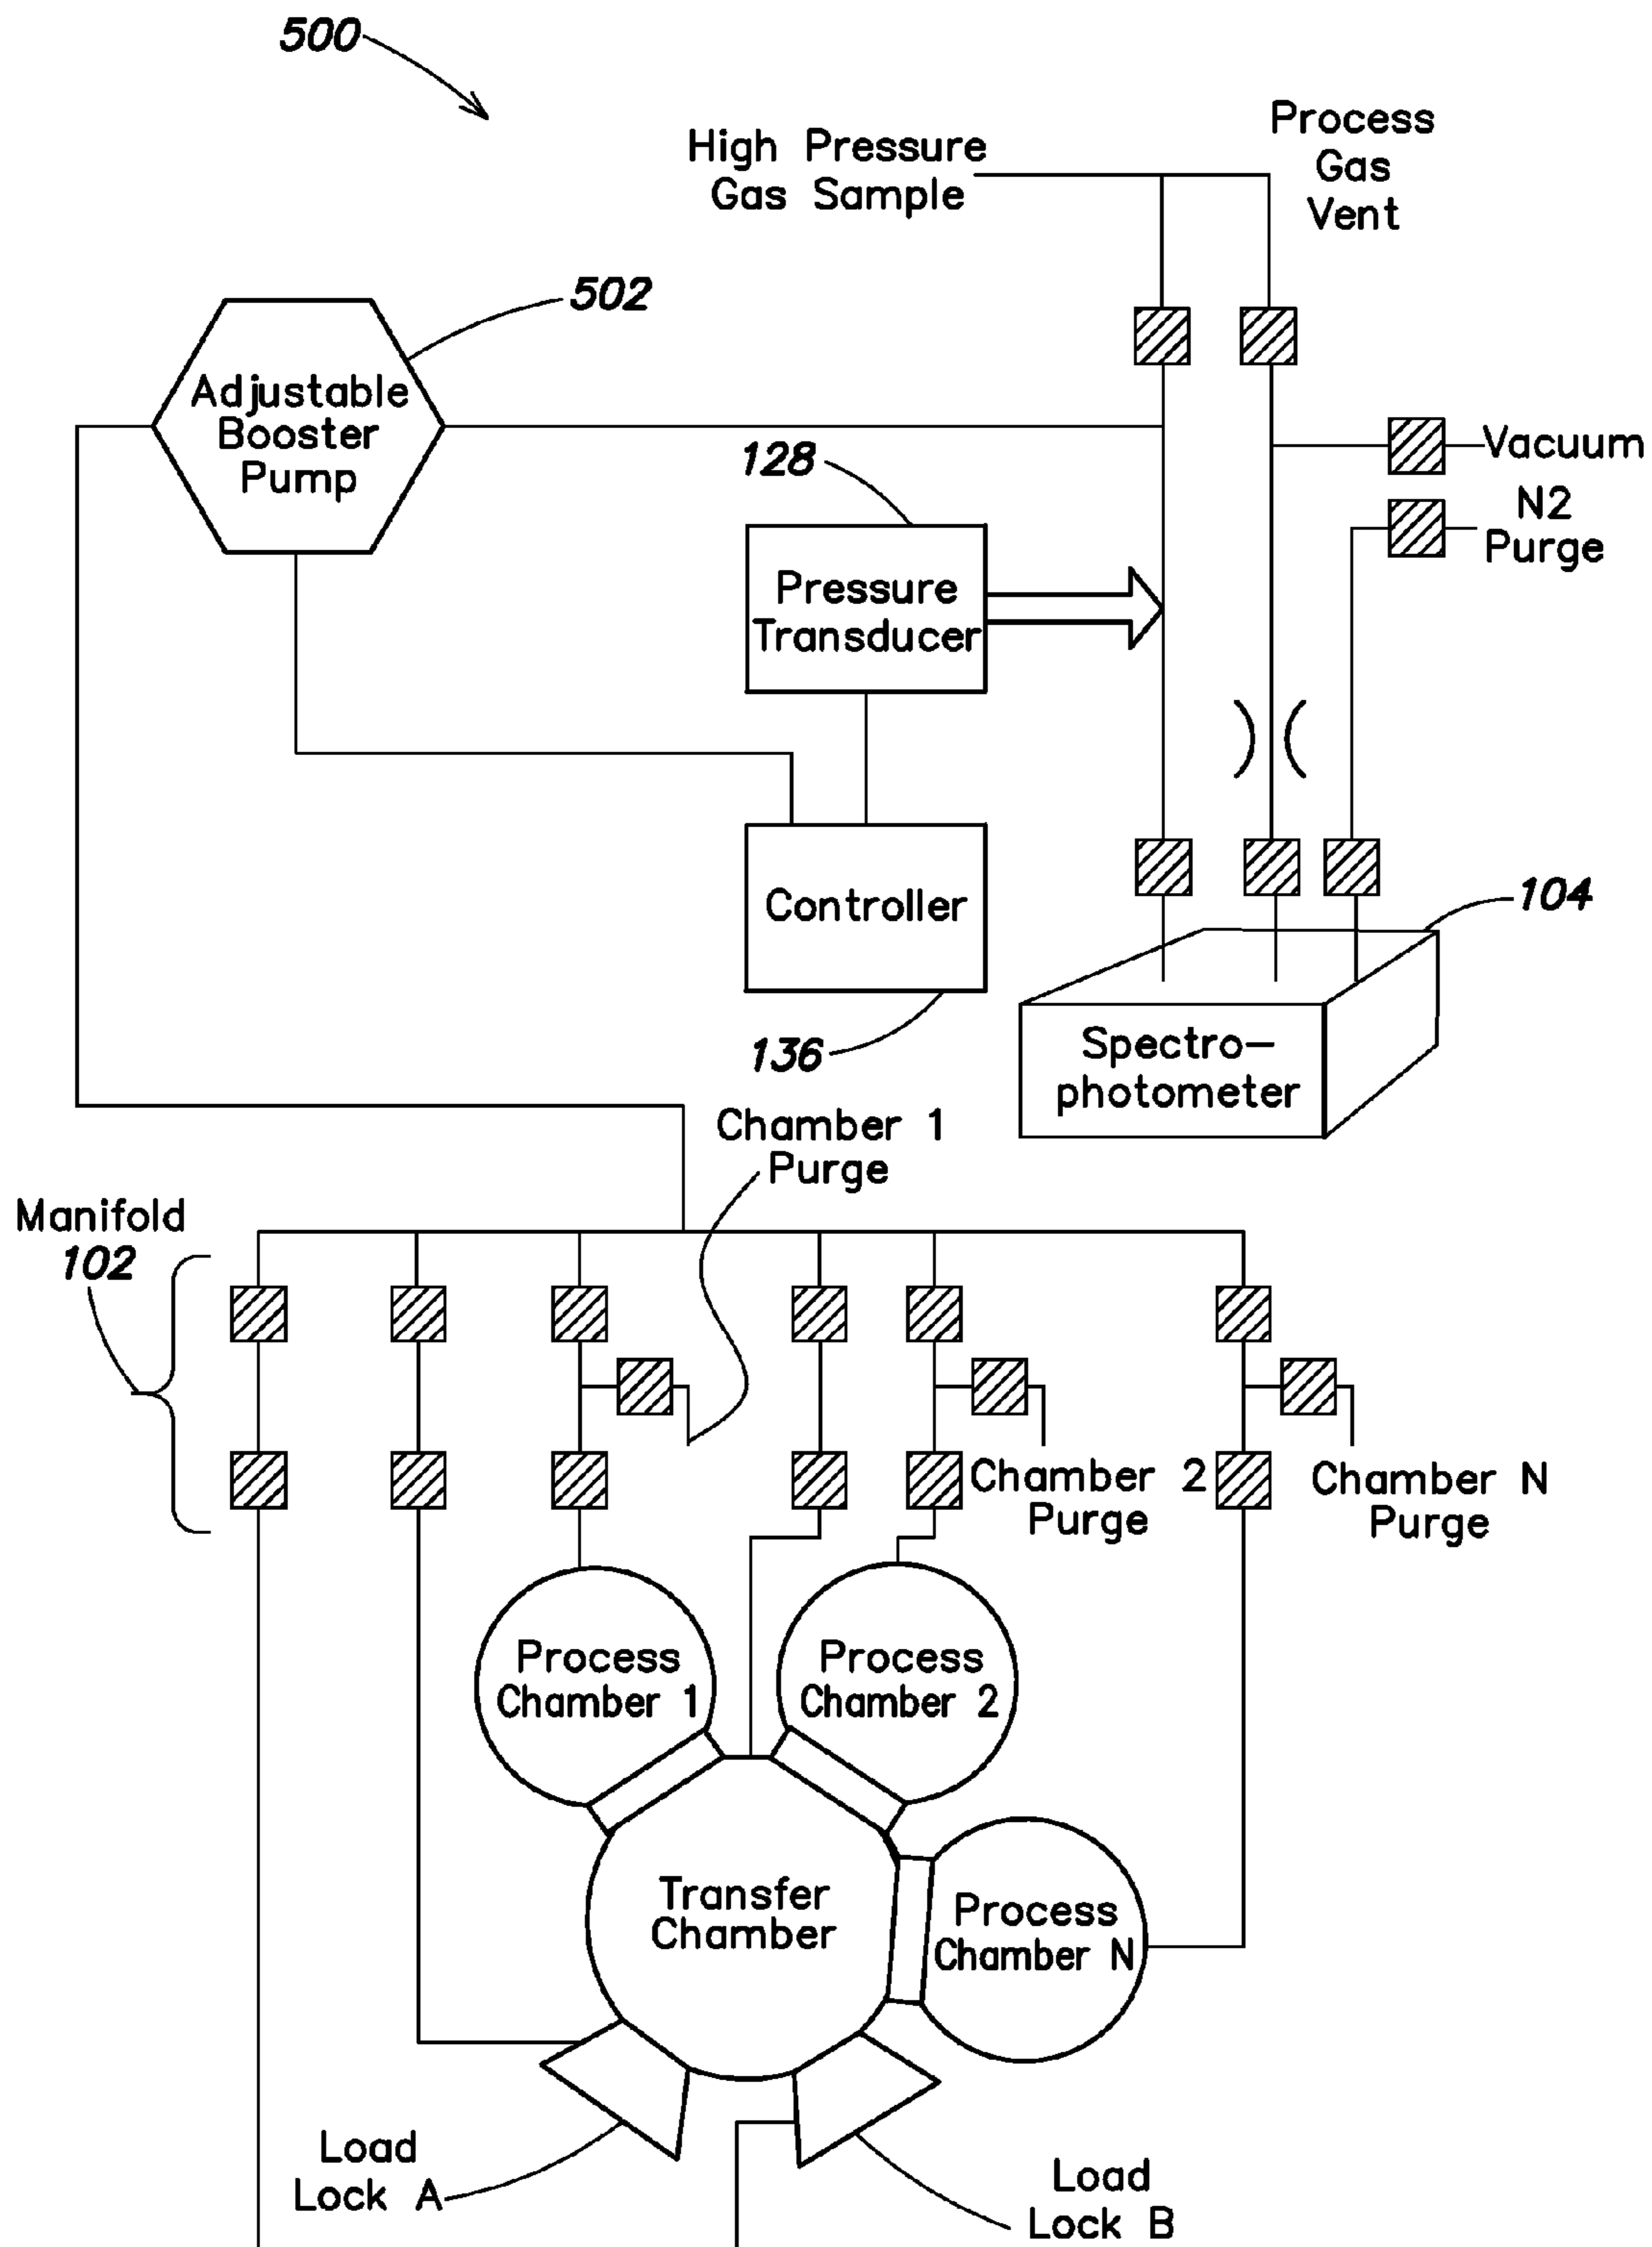 500
High Pressure
Gas Sample
Process
Gas
Vent
502
Adjustable
Booster
Pump
128
Vacuum
N2
Purge
Pressure
Transducer
Controller
104
136
Spectro-
photometer
Chamber 1
Purge
Manifold
102
Chamber 2
Purge
Chamber N
Purge
Process
Chamber 1
Process
Chamber 2
Transfer
Chamber
Process
Chamber N
Load
Lock A
Load
Lock B